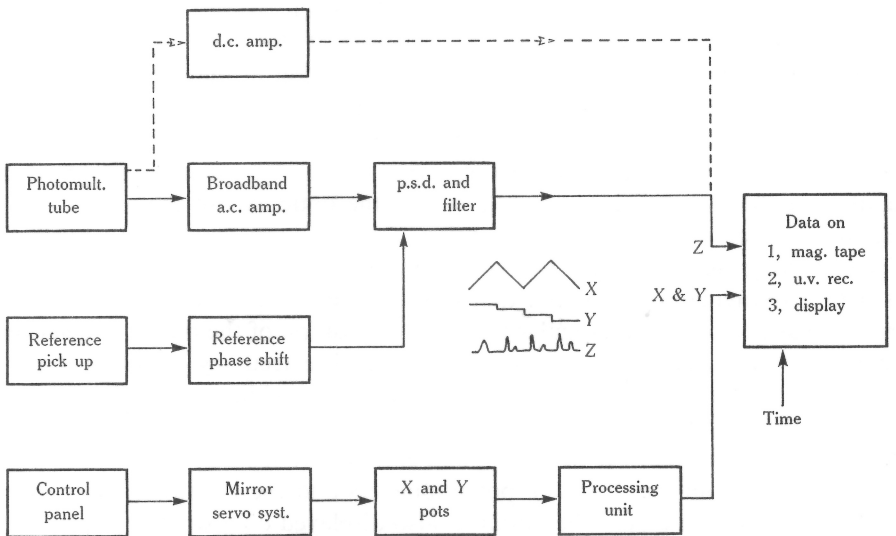 d.c. amp.
Photomult.
tube
Broadband
a.c. amp.
p.s.d. and
filter
Data on
1, mag. tape
2, u.v. rec.
3, display
Z
X & Y
X
Y
Z
Reference
pick up
Reference
phase shift
Time
Control
panel
Mirror
servo syst.
X and Y
pots
Processing
unit